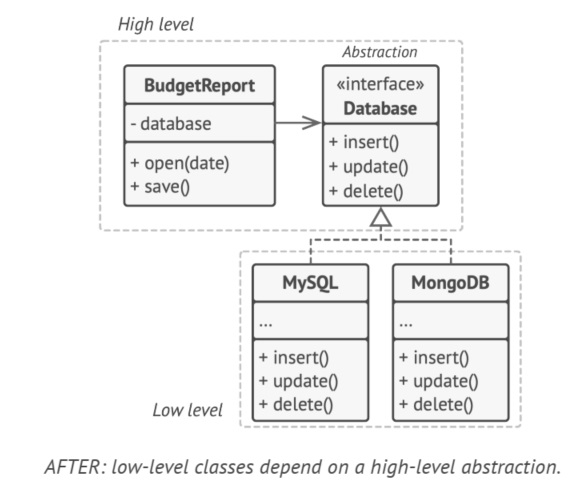 High level
Abstraction
BudgetReport
- database
+ open(date)
+ save()
«interface»
Database
+ insert()
+ update()
+ delete()
MySQL
...
+ insert()
+ update()
+ delete()
MongoDB
...
+ insert()
+ update()
+ delete()
Low level
AFTER: low-level classes depend on a high-level abstraction.